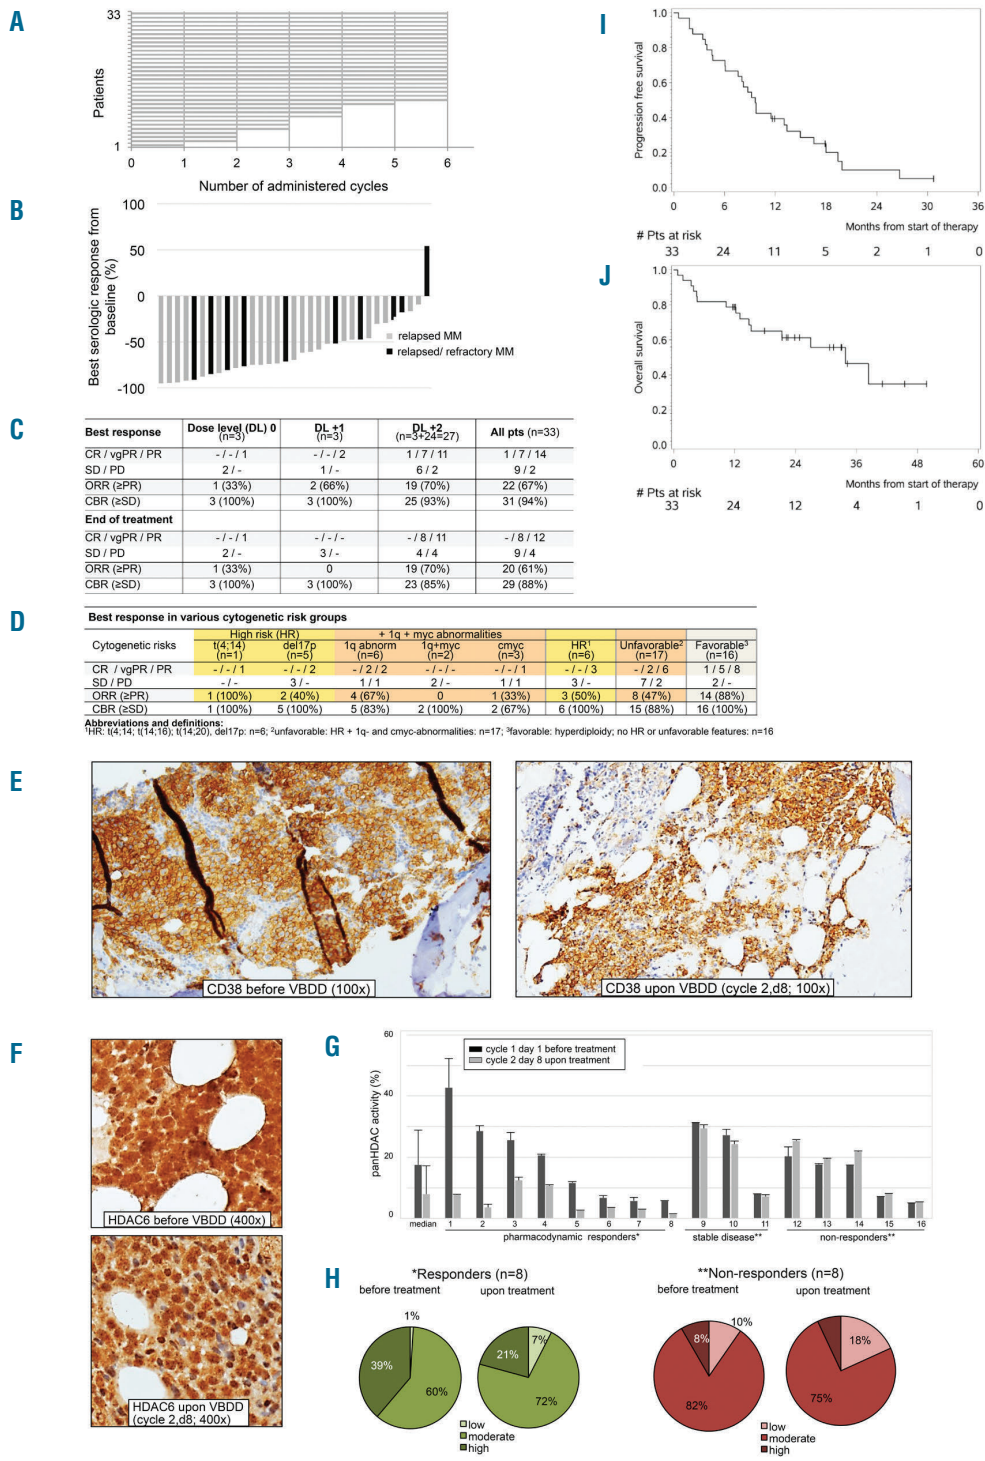 A
33
Patients
1
0 1 2 3 4 5 6
Number of administered cycles
B
Best serologic response from
baseline (%)
100
50
0
-50
-100
relapsed MM
relapsed/ refractory MM
C
Best response | Dose level (DL) 0 (n=3) | DL +1 (n=3) | DL +2 (n=3+24=27) | All pts (n=33)
CR / vgPR / PR | - / - / 1 | - / - / 2 | 1 / 7 / 11 | 1 / 7 / 14
SD / PD | 2 / - | 1 / - | 6 / 2 | 9 / 2
ORR (≥PR) | 1 (33%) | 2 (66%) | 19 (70%) | 22 (67%)
CBR (≥SD) | 3 (100%) | 3 (100%) | 25 (93%) | 31 (94%)
End of treatment
CR / vgPR / PR | - / - / 1 | - / - / - | - / 8 / 11 | - / 8 / 12
SD / PD | 2 / - | 3 / - | 4 / 4 | 9 / 4
ORR (≥PR) | 1 (33%) | 0 | 19 (70%) | 20 (61%)
CBR (≥SD) | 3 (100%) | 3 (100%) | 23 (85%) | 29 (88%)
D
Best response in various cytogenetic risk groups
High risk (HR) | + 1q + myc abnormalities
Cytogenetic risks | t(4;14) (n=1) | del17p (n=5) | 1q abnorm (n=6) | 1q+myc (n=2) | cmyc (n=3) | HR¹ (n=6) | Unfavorable² (n=17) | Favorable³ (n=16)
CR / vgPR / PR | - / - / 1 | - / - / 2 | - / 2 / 2 | - / - / - | - / - / 1 | - / - / 3 | - / 2 / 6 | 1 / 5 / 8
SD / PD | - / - | 3 / - | 1 / 1 | 2 / - | 1 / 1 | 3 / - | 7 / 2 | 2 / -
ORR (≥PR) | 1 (100%) | 2 (40%) | 4 (67%) | 0 | 1 (33%) | 3 (50%) | 8 (47%) | 14 (88%)
CBR (≥SD) | 1 (100%) | 5 (100%) | 5 (83%) | 2 (100%) | 2 (67%) | 6 (100%) | 15 (88%) | 16 (100%)
Abbreviations and definitions:
¹HR: t(4;14; t(14;16); t(14;20), del17p: n=6; ²unfavorable: HR + 1q- and cmyc-abnormalities: n=17; ³favorable: hyperdiploidy; no HR or unfavorable features: n=16
E
CD38 before VBDD (100x)
CD38 upon VBDD (cycle 2,d8; 100x)
F
HDAC6 before VBDD (400x)
HDAC6 upon VBDD
(cycle 2,d8; 400x)
G
panHDAC activity (%)
60
40
20
0
cycle 1 day 1 before treatment
cycle 2 day 8 upon treatment
median 1 2 3 4 5 6 7 8 9 10 11 12 13 14 15 16
pharmacodynamic responders* stable disease** non-responders**
H
*Responders (n=8)
before treatment upon treatment
1%
39%
60%
7%
21%
72%
low
moderate
high
**Non-responders (n=8)
before treatment upon treatment
10%
8%
82%
18%
75%
low
moderate
high
I
Progression free survival
1.0
0.8
0.6
0.4
0.2
0.0
0 6 12 18 24 30 36
Months from start of therapy
# Pts at risk
33 24 11 5 2 1 0
J
Overall survival
1.0
0.8
0.6
0.4
0.2
0.0
0 12 24 36 48 60
Months from start of therapy
# Pts at risk
33 24 12 4 1 0